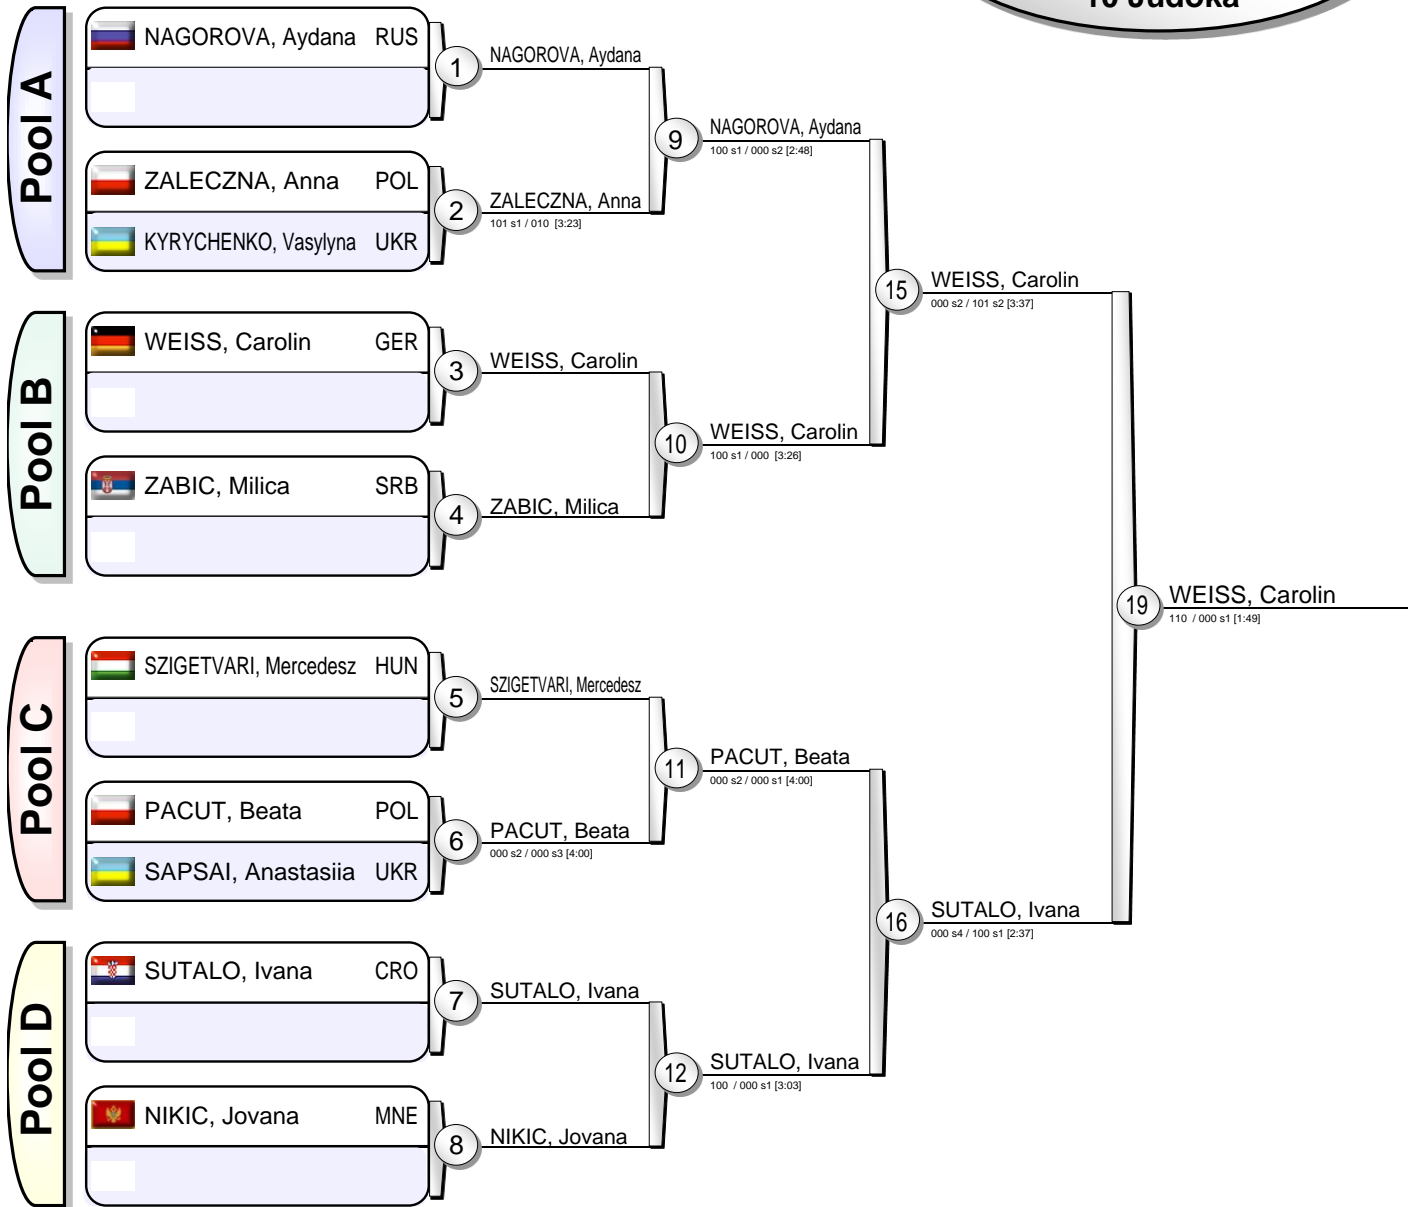 10 Judoka
Pool A
NAGOROVA, Aydana RUS
1
NAGOROVA, Aydana
ZALECZNA, Anna POL
KYRYCHENKO, Vasylyna UKR
2
ZALECZNA, Anna
101 s1 / 010 [3:23]
9
NAGOROVA, Aydana
100 s1 / 000 s2 [2:48]
Pool B
WEISS, Carolin GER
3
WEISS, Carolin
ZABIC, Milica SRB
4
ZABIC, Milica
10
WEISS, Carolin
100 s1 / 000 [3:26]
15
WEISS, Carolin
000 s2 / 101 s2 [3:37]
Pool C
SZIGETVARI, Mercedesz HUN
5
SZIGETVARI, Mercedesz
PACUT, Beata POL
SAPSAI, Anastasiia UKR
6
PACUT, Beata
000 s2 / 000 s3 [4:00]
11
PACUT, Beata
000 s2 / 000 s1 [4:00]
Pool D
SUTALO, Ivana CRO
7
SUTALO, Ivana
NIKIC, Jovana MNE
8
NIKIC, Jovana
12
SUTALO, Ivana
100 / 000 s1 [3:03]
16
SUTALO, Ivana
000 s4 / 100 s1 [2:37]
19
WEISS, Carolin
110 / 000 s1 [1:49]